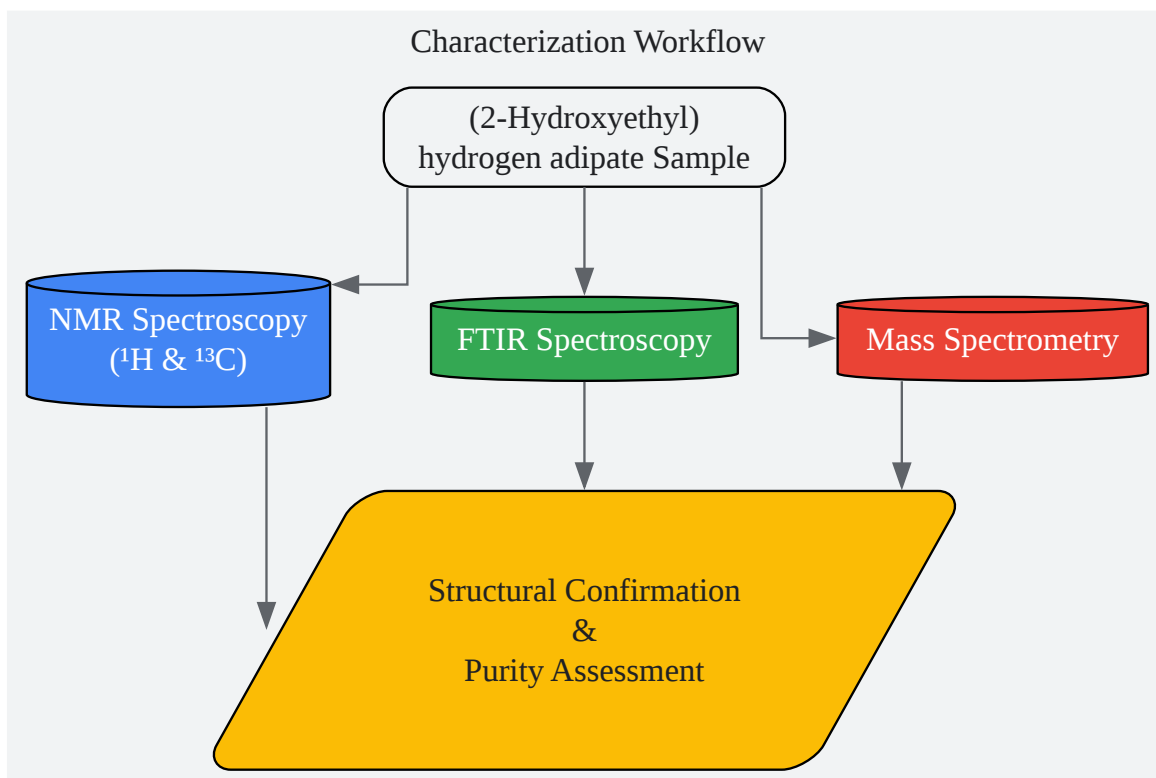 Characterization Workflow
(2-Hydroxyethyl)
hydrogen adipate Sample
NMR Spectroscopy
(¹H & ¹³C)
FTIR Spectroscopy
Mass Spectrometry
Structural Confirmation
&
Purity Assessment